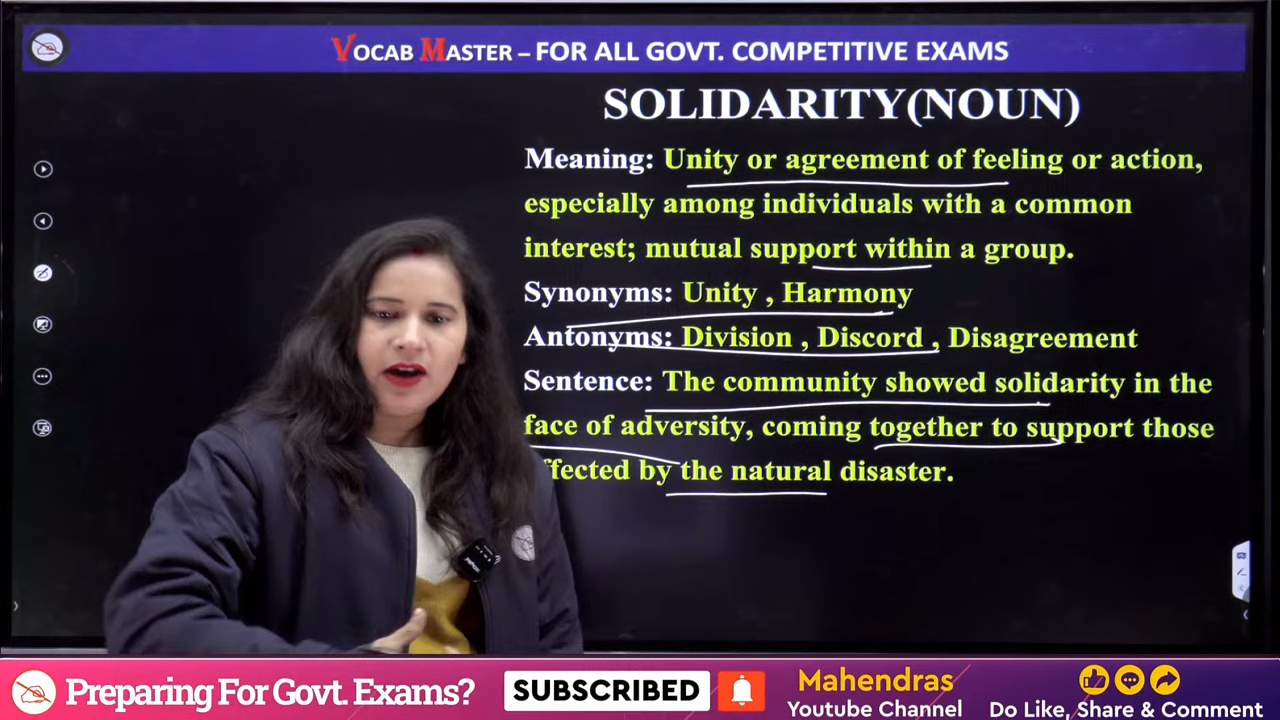 VOCAB MASTER – FOR ALL GOVT. COMPETITIVE EXAMS
SOLIDARITY(NOUN)
Meaning: Unity or agreement of feeling or action,
especially among individuals with a common
interest; mutual support within a group.
Synonyms: Unity , Harmony
Antonyms: Division , Discord , Disagreement
Sentence: The community showed solidarity in the
face of adversity, coming together to support those
ffected by the natural disaster.
Preparing For Govt. Exams?
SUBSCRIBED
Mahendras
Youtube Channel
Do Like, Share & Comment